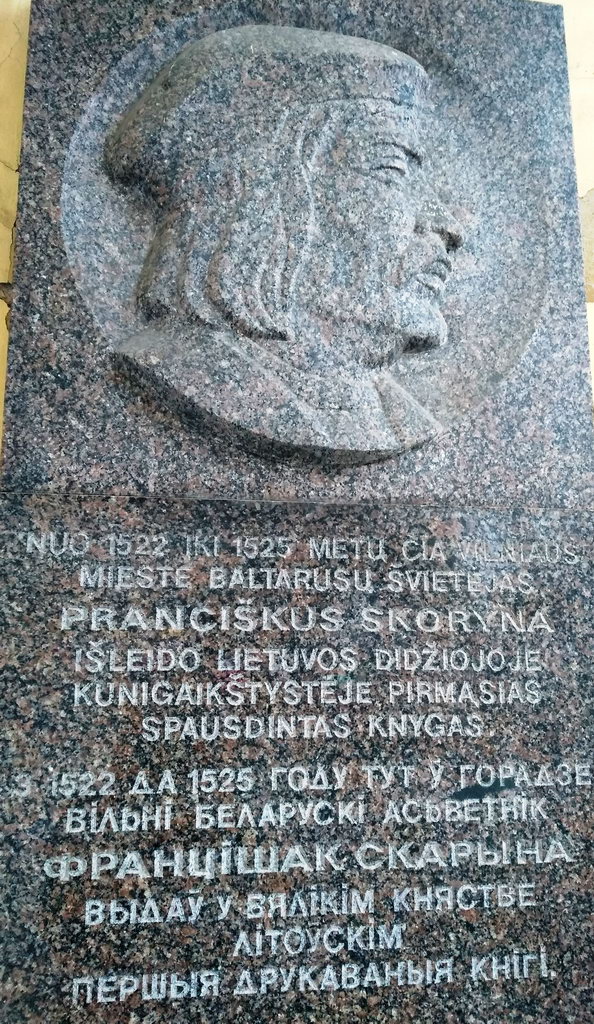 NUO 1522 IKI 1525 METŲ ČIA VILNIAUS
MIESTE BALTARUSŲ ŠVIETĖJAS
PRANCIŠKUS SKORYNA
IŠLEIDO LIETUVOS DIDŽIOJOJE
KUNIGAIKŠTYSTĖJE PIRMĄSIAS
SPAUSDINTAS KNYGAS.
З 1522 ДА 1525 ГОДУ ТУТ Ў ГОРАДЗЕ
ВІЛЬНІ БЕЛАРУСКІ АСЬВЕТНІК
ФРАНЦІШАК СКАРЫНА
ВЫДАЎ У ВЯЛІКІМ КНЯСТВЕ
ЛІТОЎСКІМ
ПЕРШЫЯ ДРУКАВАНЫЯ КНІГІ.